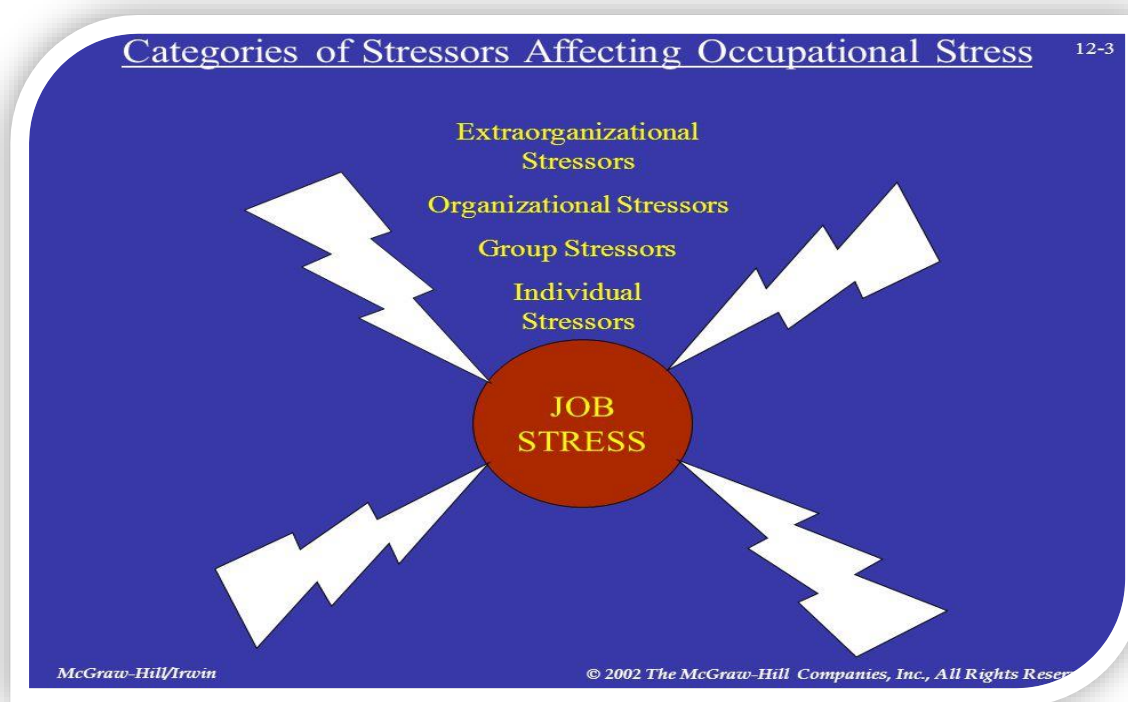 Categories of Stressors Affecting Occupational Stress
12-3
Extraorganizational
Stressors
Organizational Stressors
Group Stressors
Individual
Stressors
JOB
STRESS
McGraw-Hill/Irwin
© 2002 The McGraw-Hill Companies, Inc., All Rights